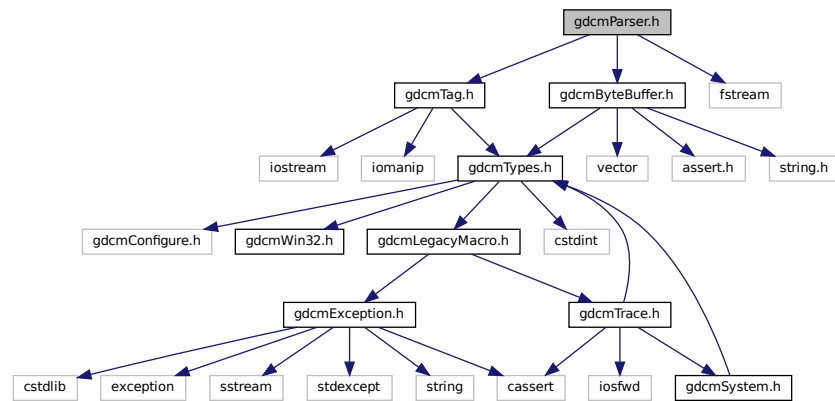 gdcmParser.h
gdcmTag.h
gdcmByteBuffer.h
fstream
iostream
iomanip
gdcmTypes.h
vector
assert.h
string.h
gdcmConfigure.h
gdcmWin32.h
gdcmLegacyMacro.h
cstdint
gdcmException.h
gdcmTrace.h
cstdlib
exception
sstream
stdexcept
string
cassert
iosfwd
gdcmSystem.h